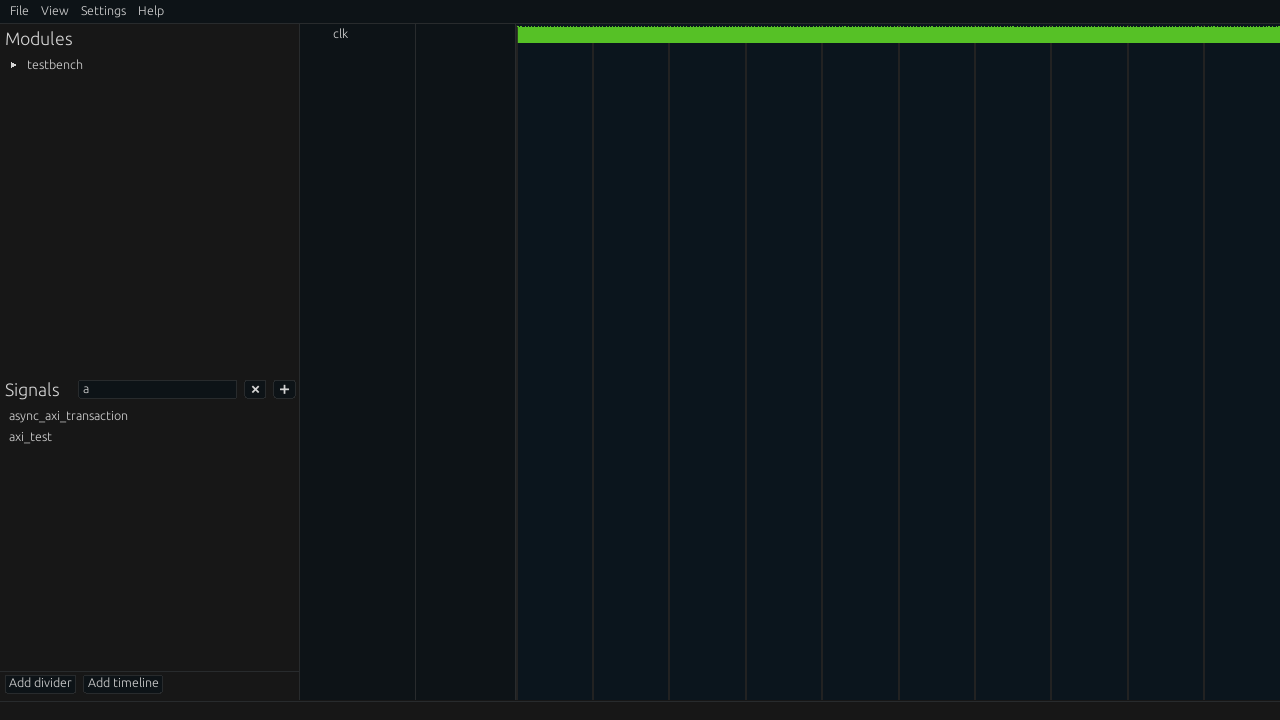 File View Settings Help
Modules
testbench
clk
Signals a
async_axi_transaction
axi_test
Add divider Add timeline